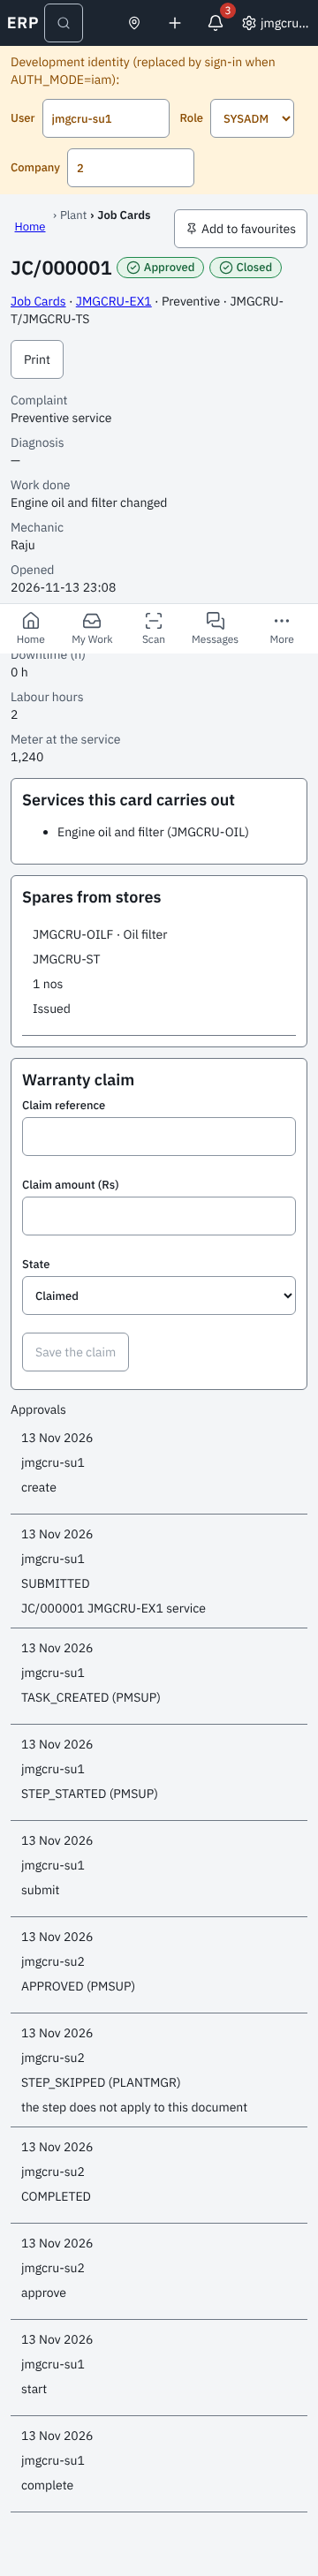 ERP
3
jmgcru...
Development identity (replaced by sign-in when
AUTH_MODE=iam):
User jmgcru-su1 Role SYSADM
Company 2
Home › Plant › Job Cards
Add to favourites
JC/000001 Approved Closed
Job Cards · JMGCRU-EX1 · Preventive · JMGCRU-
T/JMGCRU-TS
Print
Complaint
Preventive service
Diagnosis
—
Work done
Engine oil and filter changed
Mechanic
Raju
Opened
2026-11-13 23:08
Home My Work Scan Messages More
Downtime (h)
0 h
Labour hours
2
Meter at the service
1,240
Services this card carries out
• Engine oil and filter (JMGCRU-OIL)
Spares from stores
JMGCRU-OILF · Oil filter
JMGCRU-ST
1 nos
Issued
Warranty claim
Claim reference
Claim amount (Rs)
State
Claimed
Save the claim
Approvals
13 Nov 2026
jmgcru-su1
create
13 Nov 2026
jmgcru-su1
SUBMITTED
JC/000001 JMGCRU-EX1 service
13 Nov 2026
jmgcru-su1
TASK_CREATED (PMSUP)
13 Nov 2026
jmgcru-su1
STEP_STARTED (PMSUP)
13 Nov 2026
jmgcru-su1
submit
13 Nov 2026
jmgcru-su2
APPROVED (PMSUP)
13 Nov 2026
jmgcru-su2
STEP_SKIPPED (PLANTMGR)
the step does not apply to this document
13 Nov 2026
jmgcru-su2
COMPLETED
13 Nov 2026
jmgcru-su2
approve
13 Nov 2026
jmgcru-su1
start
13 Nov 2026
jmgcru-su1
complete